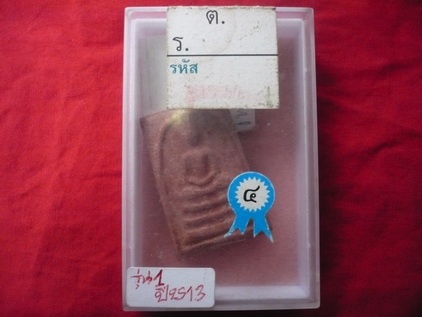 ต.
ร.
รหัส
๔
รุ่น1
ปี2513